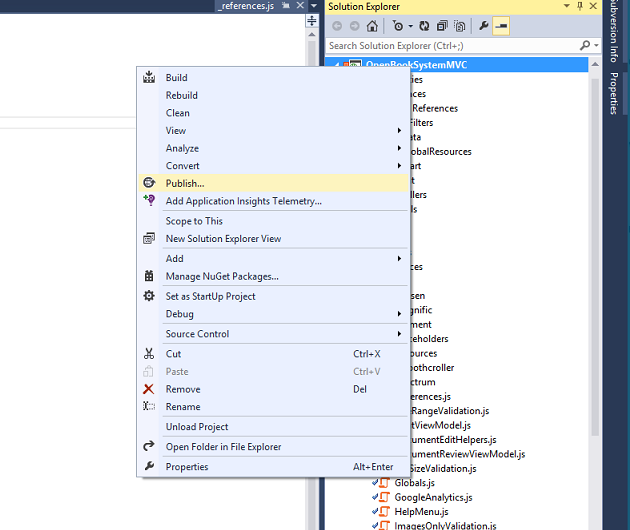 _references.js
Solution Explorer
Search Solution Explorer (Ctrl+;)
OpenBookSystemMVC
Build
Rebuild
Clean
View
Analyze
Convert
Publish...
Add Application Insights Telemetry...
Scope to This
New Solution Explorer View
Add
Manage NuGet Packages...
Set as StartUp Project
Debug
Source Control
Cut Ctrl+X
Paste Ctrl+V
Remove Del
Rename
Unload Project
Open Folder in File Explorer
Properties Alt+Enter
ies
nces
References
Filters
ata
obalResources
art
t
llers
ls
ces
sen
gnific
ment
ceholders
ources
oothcroller
ctrum
erences.js
eRangeValidation.js
tViewModel.js
umentEditHelpers.js
umentReviewViewModel.js
SizeValidation.js
Globals.js
GoogleAnalytics.js
HelpMenu.js
ImagesOnlyValidation.js
Subversion Info
Properties